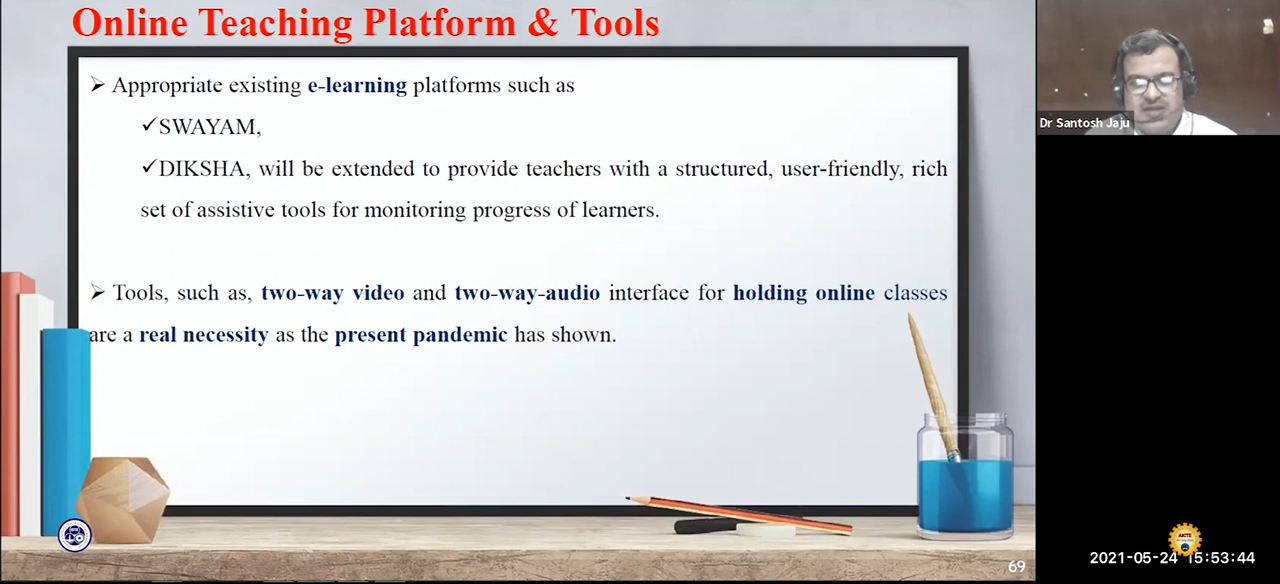 Online Teaching Platform & Tools
➢ Appropriate existing e-learning platforms such as
✓SWAYAM,
✓DIKSHA, will be extended to provide teachers with a structured, user-friendly, rich
set of assistive tools for monitoring progress of learners.
➢ Tools, such as, two-way video and two-way-audio interface for holding online classes
are a real necessity as the present pandemic has shown.
69
Dr Santosh Jaju
AICTE
2021-05-24 15:53:44